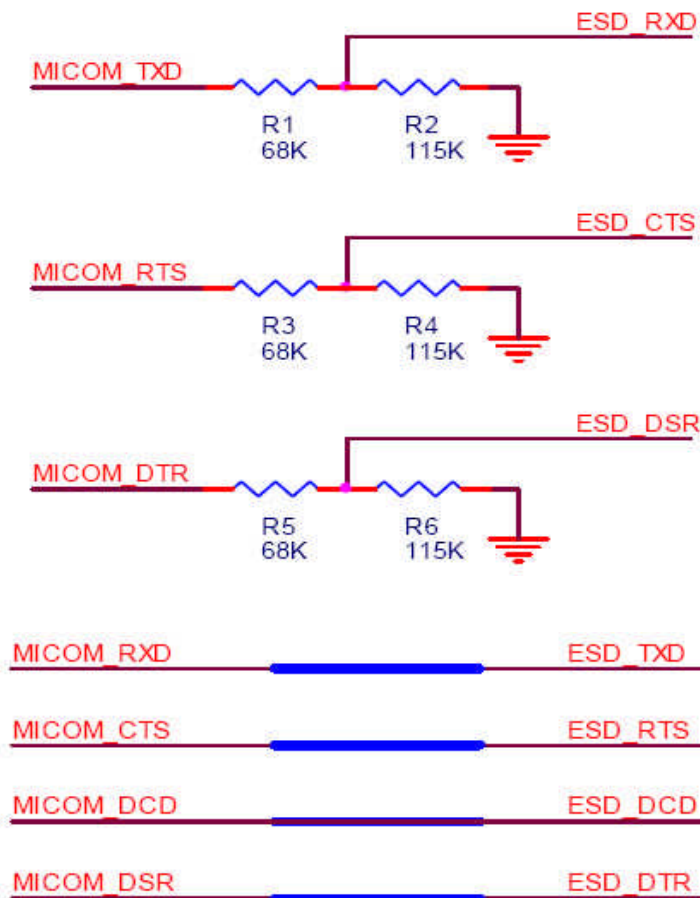 ESD_RXD
MICOM_TXD
R1 R2
68K 115K
ESD_CTS
MICOM_RTS
R3 R4
68K 115K
ESD_DSR
MICOM_DTR
R5 R6
68K 115K
MICOM_RXD ESD_TXD
MICOM_CTS ESD_RTS
MICOM_DCD ESD_DCD
MICOM_DSR ESD_DTR